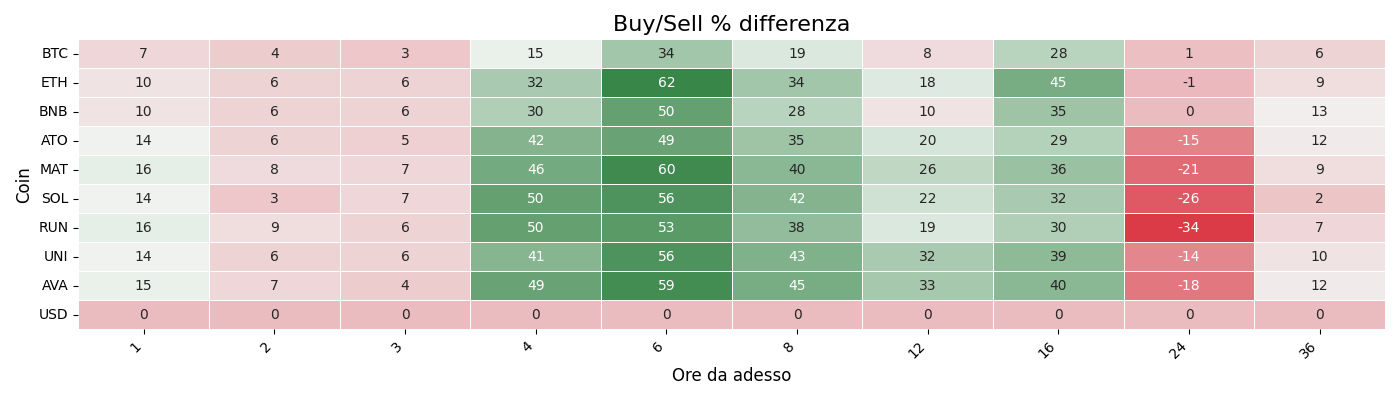 Buy/Sell % differenza
Coin
BTC 7 4 3 15 34 19 8 28 1 6
ETH 10 6 6 32 62 34 18 45 -1 9
BNB 10 6 6 30 50 28 10 35 0 13
ATO 14 6 5 42 49 35 20 29 -15 12
MAT 16 8 7 46 60 40 26 36 -21 9
SOL 14 3 7 50 56 42 22 32 -26 2
RUN 16 9 6 50 53 38 19 30 -34 7
UNI 14 6 6 41 56 43 32 39 -14 10
AVA 15 7 4 49 59 45 33 40 -18 12
USD 0 0 0 0 0 0 0 0 0 0
1 2 3 4 6 8 12 16 24 36
Ore da adesso